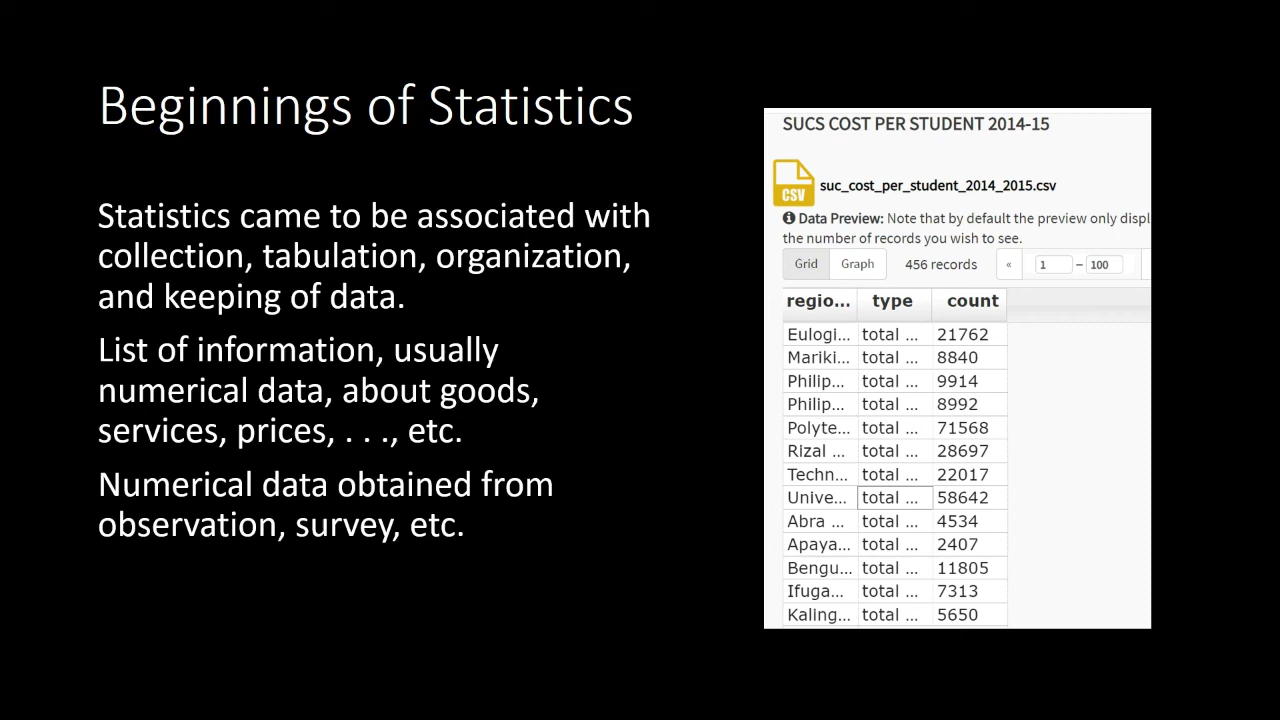 Beginnings of Statistics
Statistics came to be associated with
collection, tabulation, organization,
and keeping of data.
List of information, usually
numerical data, about goods,
services, prices, . . ., etc.
Numerical data obtained from
observation, survey, etc.
SUCS COST PER STUDENT 2014-15
CSV suc_cost_per_student_2014_2015.csv
Data Preview: Note that by default the preview only displ
the number of records you wish to see.
Grid Graph 456 records « 1 – 100
regio... type count
Eulogi... total ... 21762
Mariki... total ... 8840
Philip... total ... 9914
Philip... total ... 8992
Polyte... total ... 71568
Rizal ... total ... 28697
Techn... total ... 22017
Unive... total ... 58642
Abra ... total ... 4534
Apaya... total ... 2407
Bengu... total ... 11805
Ifuga... total ... 7313
Kaling... total ... 5650